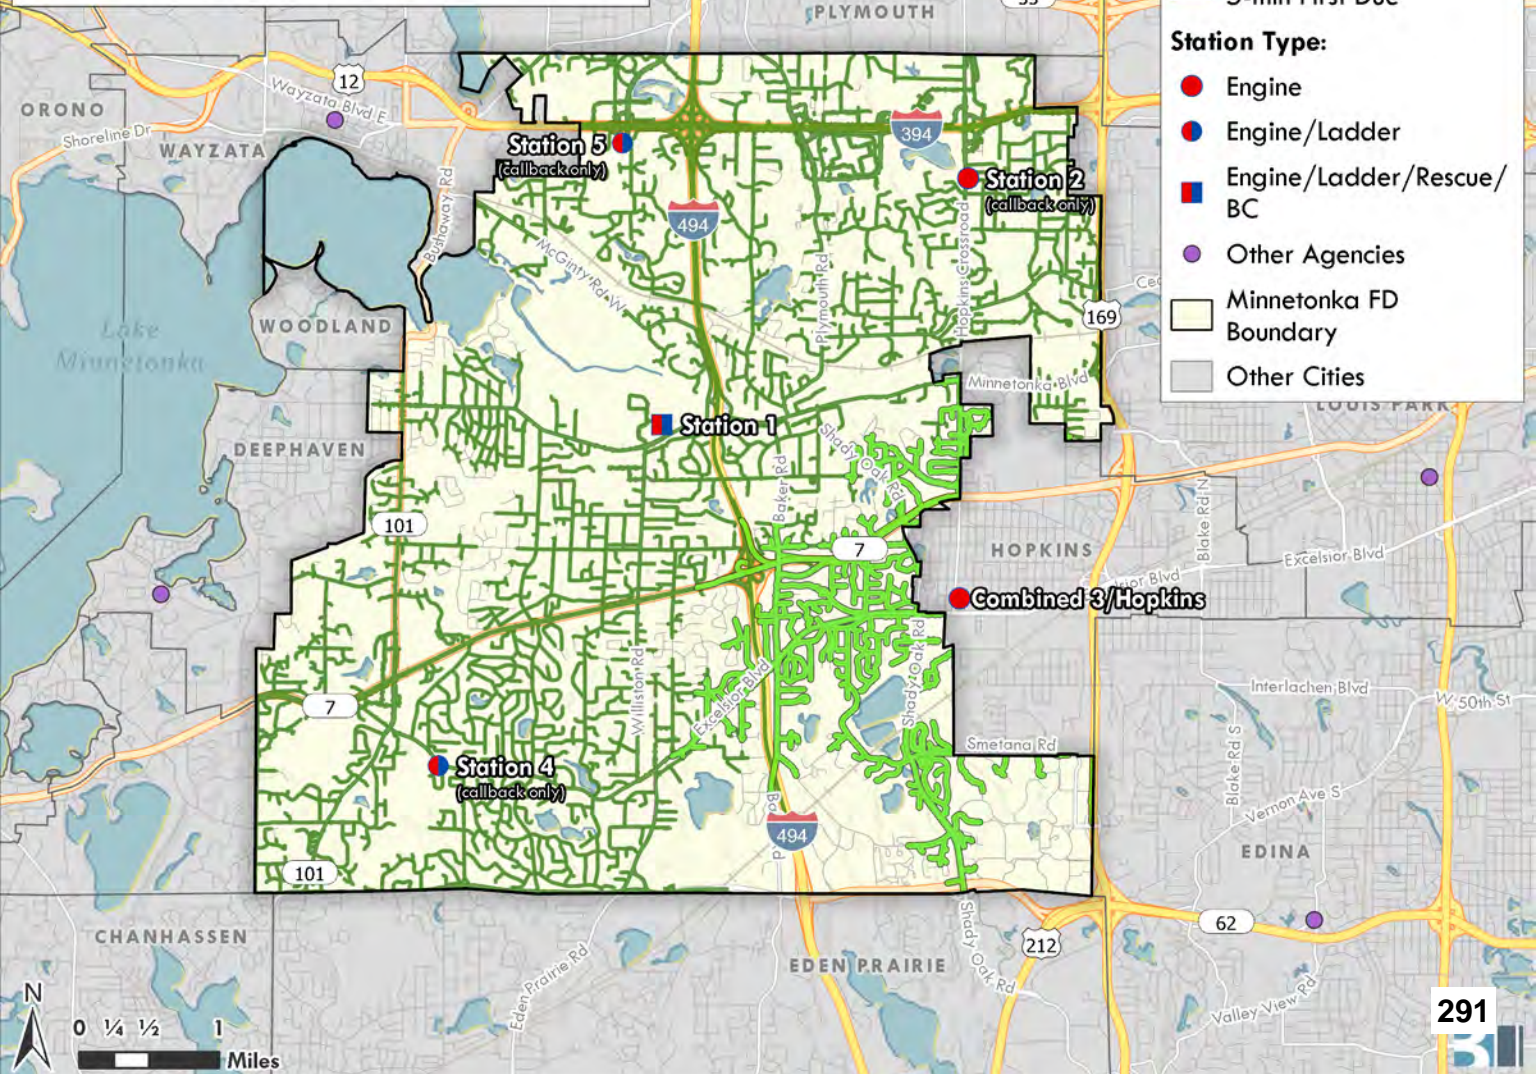 PLYMOUTH
Station Type:
Engine
Engine/Ladder
Engine/Ladder/Rescue/
BC
Other Agencies
Minnetonka FD
Boundary
Other Cities
12
ORONO
Wayzata Blvd E
Shoreline Dr
WAYZATA
Bushaway Rd
Station 5
(callback only)
394
Station 2
(callback only)
494
McGinty Rd W
Plymouth Rd
Hopkins Crossroad
169
WOODLAND
Lake
Minnetonka
Minnetonka Blvd
LOUIS PARK
DEEPHAVEN
Station 1
Shady Oak Rd
Baker Rd
101
7
HOPKINS
Blake Rd N
Excelsior Blvd
Combined 3/Hopkins
Williston Rd
Excelsior Blvd
Shady Oak Rd
Interlachen Blvd
W. 50th St
7
Smetana Rd
Blake Rd S
Station 4
(callback only)
Vernon Ave S
494
EDINA
101
CHANHASSEN
62
212
EDEN PRAIRIE
Eden Prairie Rd
Shady Oak Rd
Valley View Rd
N
0 ¼ ½ 1
Miles
291